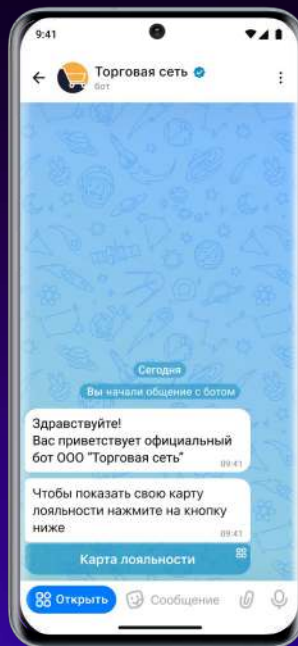 9:41
Торговая сеть
бот
Сегодня
Вы начали общение с ботом
Здравствуйте!
Вас приветствует официальный
бот ООО "Торговая сеть"
09:41
Чтобы показать свою карту
лояльности нажмите на кнопку
ниже
09:41
Карта лояльности
Открыть
Сообщение